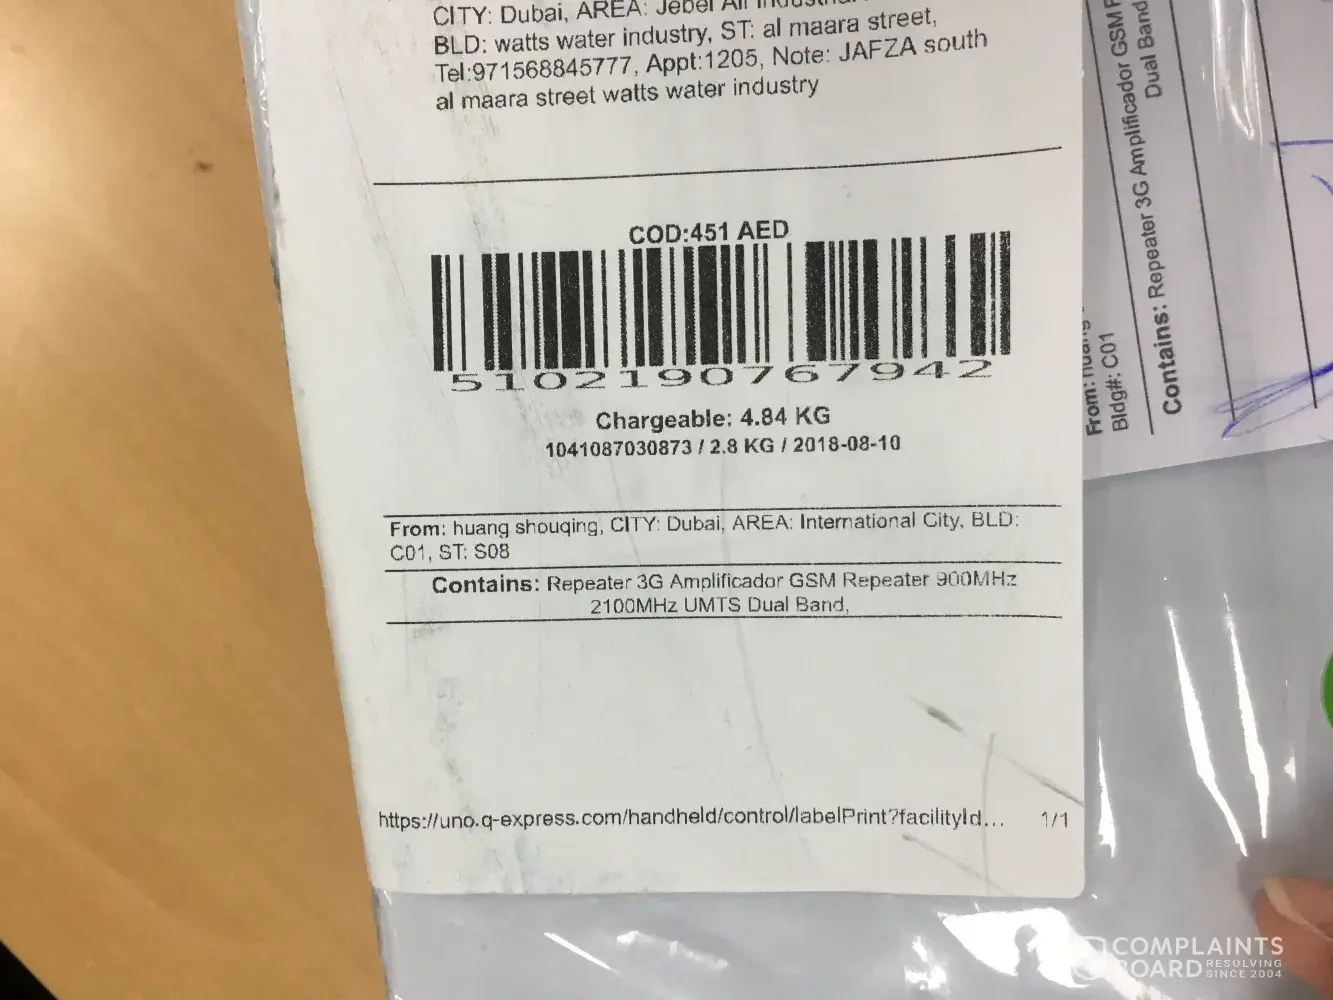 CITY: Dubai, AREA: Jebel Ali
BLD: watts water industry, ST: al maara street,
Tel:971568845777, Appt:1205, Note: JAFZA south
al maara street watts water industry
COD:451 AED
5102190767942
Chargeable: 4.84 KG
1041087030873 / 2.8 KG / 2018-08-10
From: huang shouqing, CITY: Dubai, AREA: International City, BLD:
C01, ST: S08
Contains: Repeater 3G Amplificador GSM Repeater 900MHz
2100MHz UMTS Dual Band,
https://uno.q-express.com/handheld/control/labelPrint?facilityId... 1/1
From: huang
Bldg#: C01
Contains: Repeater 3G Amplificador GSM
Dual Band
COMPLAINTS
BOARD RESOLVING
SINCE 2004